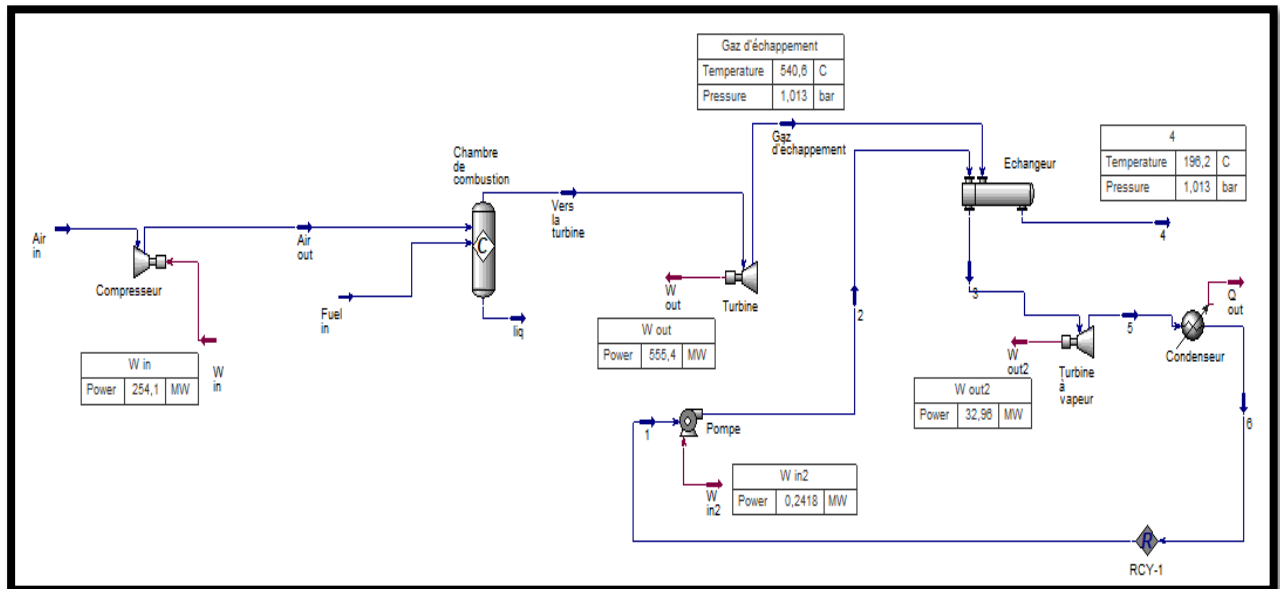 Gaz d'échappement
Temperature 540,6 C
Pressure 1,013 bar
Gaz
d'échappement
4
Temperature 196,2 C
Pressure 1,013 bar
Echangeur
4
Chambre
de
combustion
C
Vers
la
turbine
Air
in
Air
out
Compresseur
Fuel
in
liq
W
out
Turbine
W out
Power 555,4 MW
W in
Power 254,1 MW
W
in
2
3
Q
out
5
Condenseur
W
out2
Turbine
à
vapeur
W out2
Power 32,96 MW
6
1
Pompe
W
in2
W in2
Power 0,2418 MW
R
RCY-1